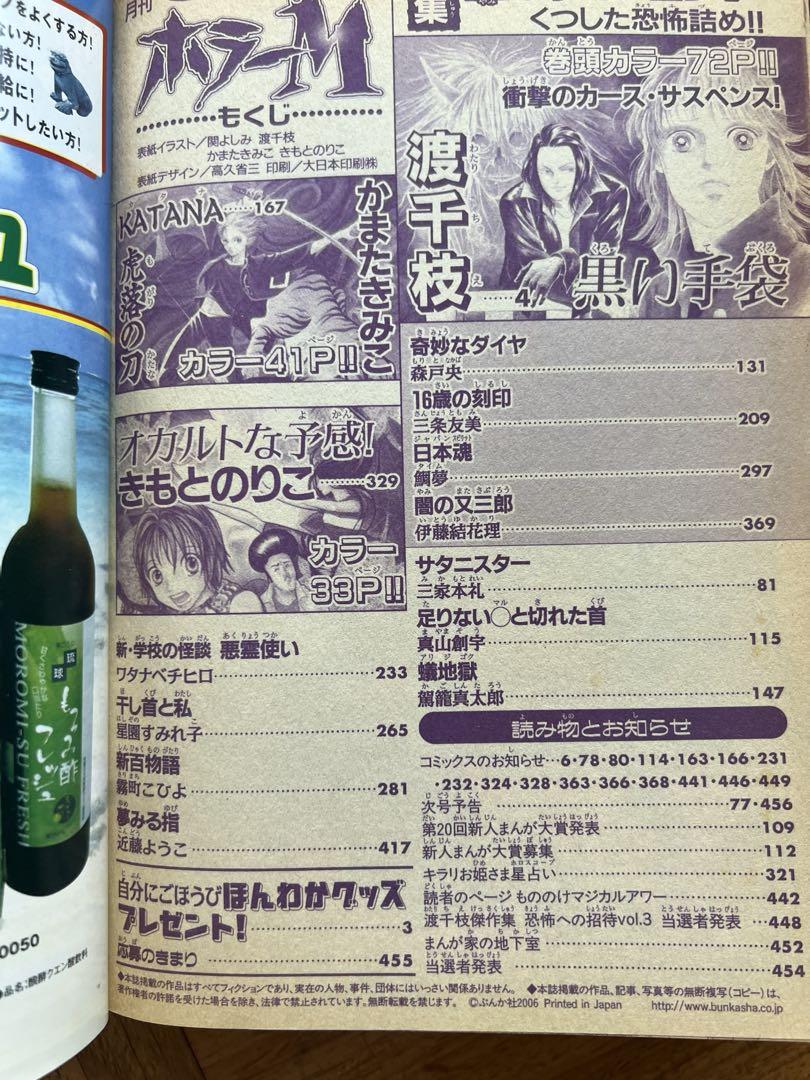 をよくする方!
ない方!
特に!
給に!
ットしたい方!
琉球
もろみ酢
フレッシュ
MOROMI-SU FRESH
0050
●品名:醗酵クエン酸飲料
月刊
ホラーM
もくじ
表紙イラスト/関よしみ 渡千枝
かまたきみこ きもとのりこ
表紙デザイン/高久省三 印刷/大日本印刷㈱
集
くつした恐怖詰め!!
巻頭カラー72P!!
衝撃のカース・サスペンス!
渡千枝
……4
黒い手袋
KATANA……167
虎落の刀
かまたきみこ
カラー41P!!
オカルトな予感!
きもとのりこ……329
カラー
33P!!
奇妙なダイヤ
森戸央……131
16歳の刻印
三条友美……209
日本魂
鯛夢……297
闇の又三郎
伊藤結花理……369
サタニスター
三家本礼……81
足りない◯と切れた首
真山創宇……115
蟻地獄
駕籠真太郎……147
新・学校の怪談 悪霊使い
ワタナベチヒロ……233
干し首と私
星園すみれ子……265
新百物語
霧町こひよ……281
夢みる指
近藤ようこ……417
自分にごほうび ほんわかグッズ
プレゼント!……3
応募のきまり……455
読み物とお知らせ
コミックスのお知らせ…6・78・80・114・163・166・231
・232・324・328・363・366・368・441・446・449
次号予告……77・456
第20回新人まんが大賞発表……109
新人まんが大賞募集……112
キラリお姫さま星占い……321
読者のページ もののけマジカルアワー……442
渡千枝傑作集 恐怖への招待vol.3 当選者発表…448
まんが家の地下室……452
当選者発表……454
◆本誌掲載の作品はすべてフィクションであり、実在の人物、事件、団体にはいっさい関係ありません。 ◆本誌掲載の作品、記事、写真等の無断複写(コピー)は、
著作権者の許諾を受けた場合を除き、法律で禁止されています。無断転載を禁じます。 ©ぶんか社2006 Printed in Japan http://www.bunkasha.co.jp